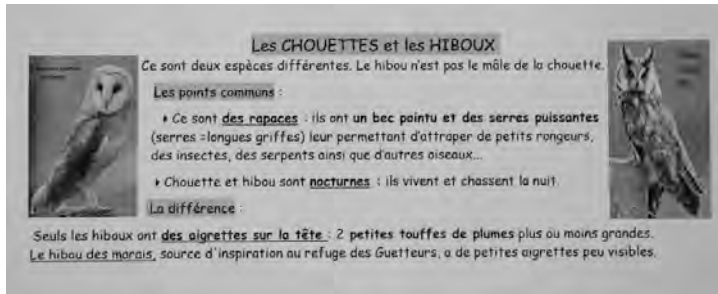 Les CHOUETTES et les HIBOUX
Ce sont deux espèces différentes. Le hibou n'est pas le mâle de la chouette.
Les points communs :
▸ Ce sont des rapaces : ils ont un bec pointu et des serres puissantes
(serres =longues griffes) leur permettant d'attraper de petits rongeurs,
des insectes, des serpents ainsi que d'autres oiseaux...
▸ Chouette et hibou sont nocturnes : ils vivent et chassent la nuit.
La différence :
Seuls les hiboux ont des aigrettes sur la tête : 2 petites touffes de plumes plus ou moins grandes.
Le hibou des marais, source d'inspiration au refuge des Guetteurs, a de petites aigrettes peu visibles.